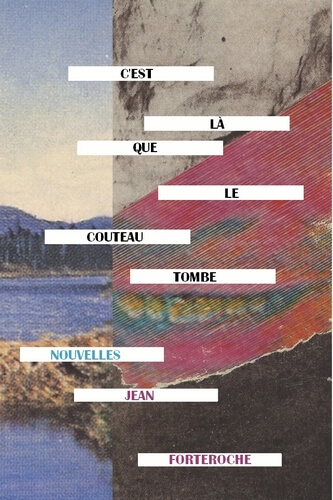 C'EST
LÀ
QUE
LE
COUTEAU
TOMBE
NOUVELLES
JEAN
FORTEROCHE